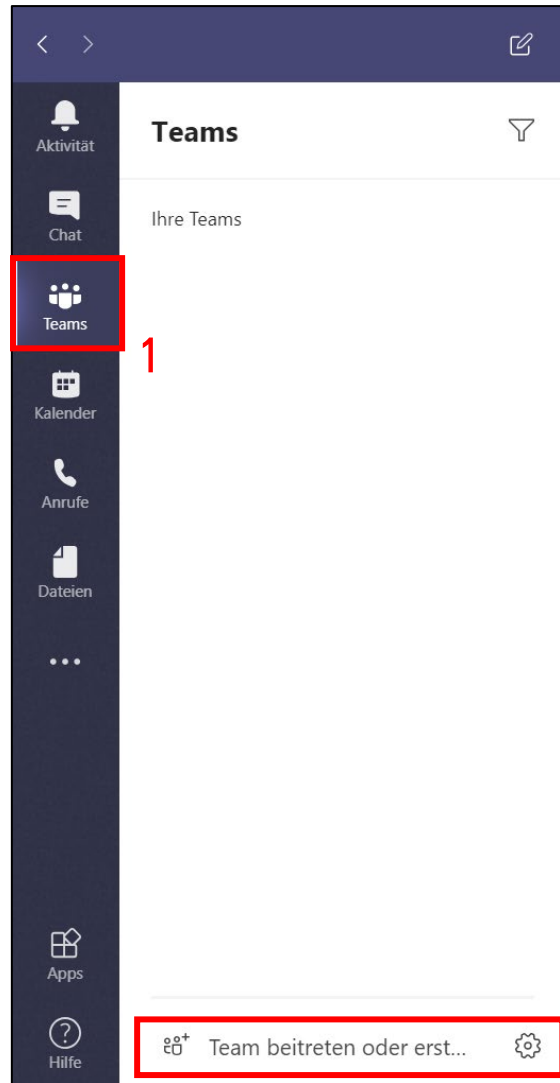 Aktivität
Teams
Chat
Ihre Teams
Teams
1
Kalender
Anrufe
Dateien
Apps
Hilfe
Team beitreten oder erst...